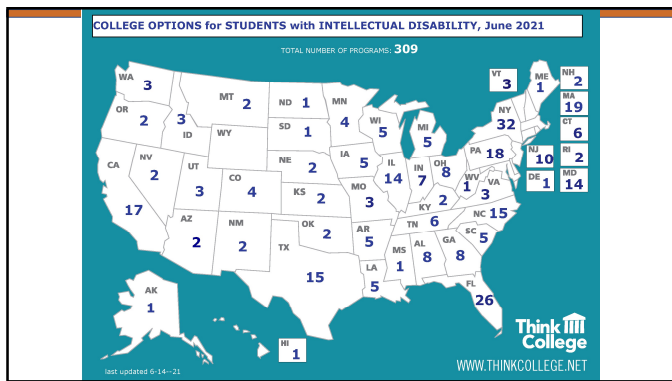 COLLEGE OPTIONS for STUDENTS with INTELLECTUAL DISABILITY, June 2021
TOTAL NUMBER OF PROGRAMS: 309
WA 3
OR 2
ID 3
MT 2
WY
ND 1
SD 1
MN 4
WI 5
MI 5
VT 3
ME 1
NH 2
MA 19
CT 6
RI 2
NY 32
PA 18
NJ 10
DE 1
MD 14
CA 17
NV 2
UT 3
CO 4
NE 2
KS 2
IA 5
MO 3
IL 14
IN 7
OH 8
WV 1
VA 3
KY 2
TN 6
NC 15
SC 5
AZ 2
NM 2
TX 15
OK 2
AR 5
LA 5
MS 1
AL 8
GA 8
FL 26
AK 1
HI 1
Think
College
WWW.THINKCOLLEGE.NET
last updated 6-14--21